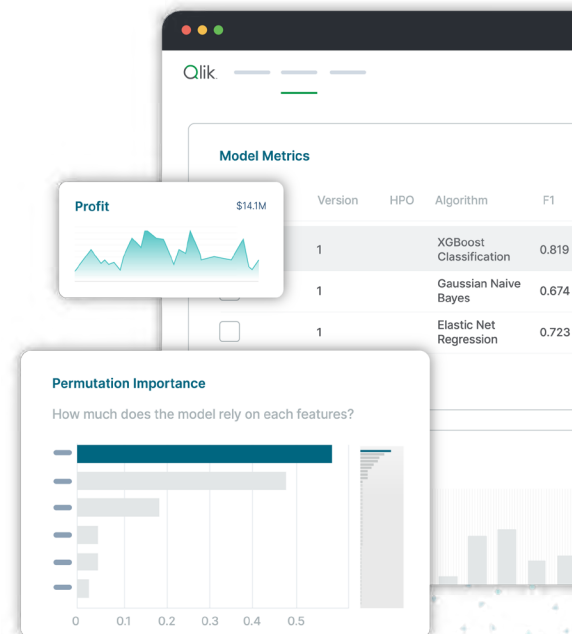 Qlik
Model Metrics
Profit
$14.1M
Version HPO Algorithm F1
1 XGBoost Classification 0.819
1 Gaussian Naive Bayes 0.674
1 Elastic Net Regression 0.723
Permutation Importance
How much does the model rely on each features?
0 0.1 0.2 0.3 0.4 0.5